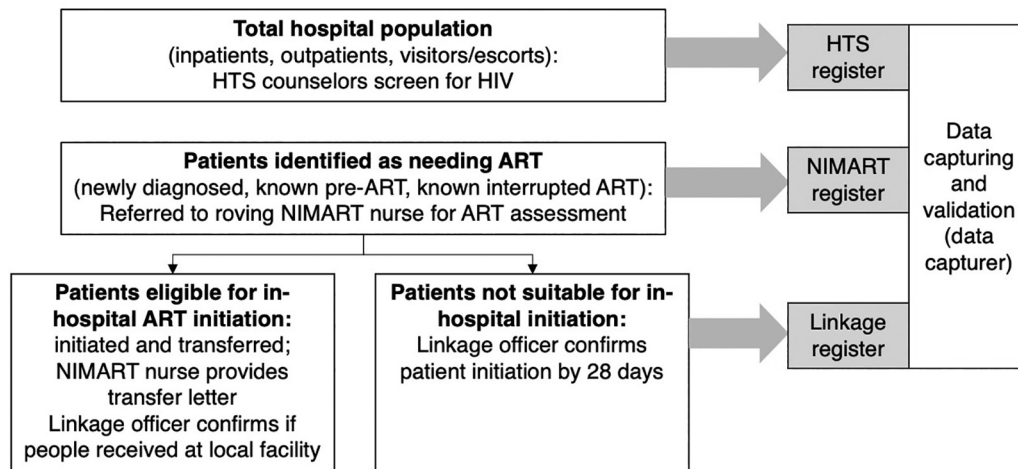 Total hospital population
(inpatients, outpatients, visitors/escorts):
HTS counselors screen for HIV
HTS
register
Patients identified as needing ART
(newly diagnosed, known pre-ART, known interrupted ART):
Referred to roving NIMART nurse for ART assessment
NIMART
register
Patients eligible for in-
hospital ART initiation:
initiated and transferred;
NIMART nurse provides
transfer letter
Linkage officer confirms if
people received at local facility
Patients not suitable for in-
hospital initiation:
Linkage officer confirms
patient initiation by 28 days
Linkage
register
Data
capturing
and
validation
(data
capturer)